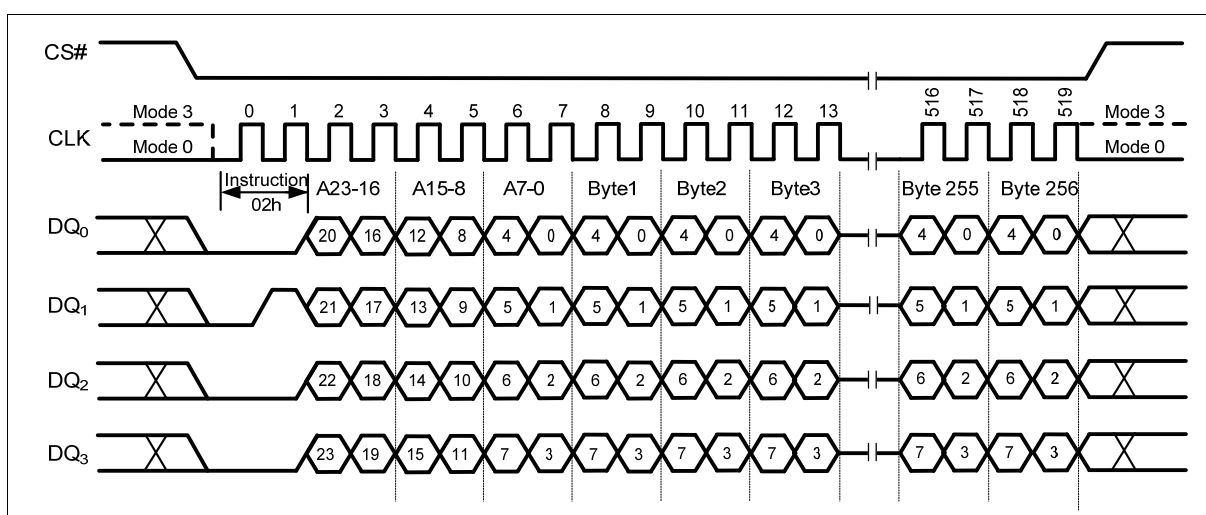 CS#
0 1 2 3 4 5 6 7 8 9 10 11 12 13 516 517 518 519
Mode 3 Mode 3
CLK
Mode 0 Mode 0
Instruction A23-16 A15-8 A7-0 Byte1 Byte2 Byte3 Byte 255 Byte 256
02h
DQ0 20 16 12 8 4 0 4 0 4 0 4 0 4 0 4 0
DQ1 21 17 13 9 5 1 5 1 5 1 5 1 5 1 5 1
DQ2 22 18 14 10 6 2 6 2 6 2 6 2 6 2 6 2
DQ3 23 19 15 11 7 3 7 3 7 3 7 3 7 3 7 3